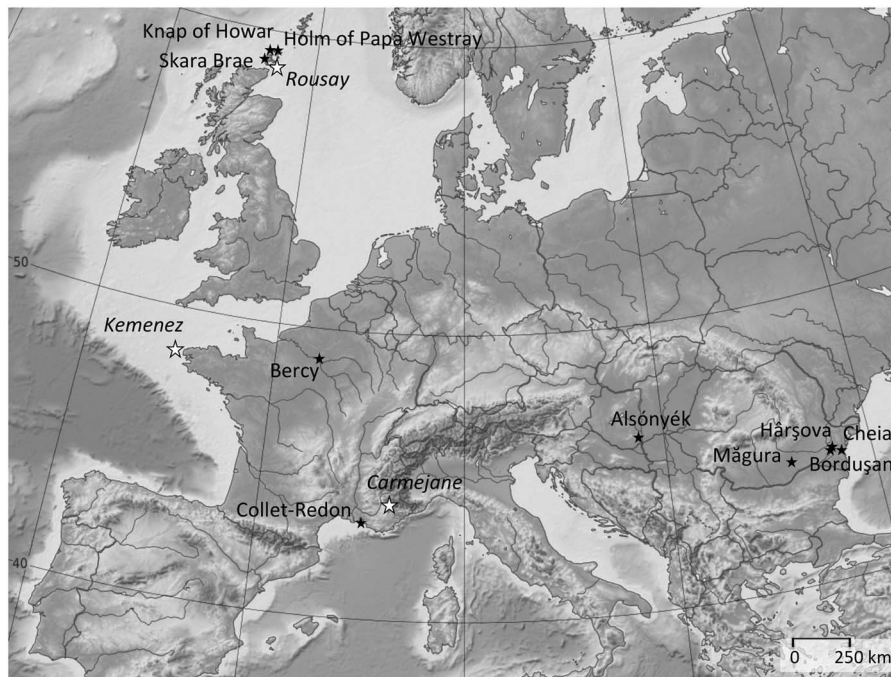 Knap of Howar
Holm of Papa Westray
Skara Brae
Rousay
50
Kemenez
Bercy
Alsónyék
Hârşova
Cheia
Măgura
Borduşan
Carmejane
Collet-Redon
40
0 250 km